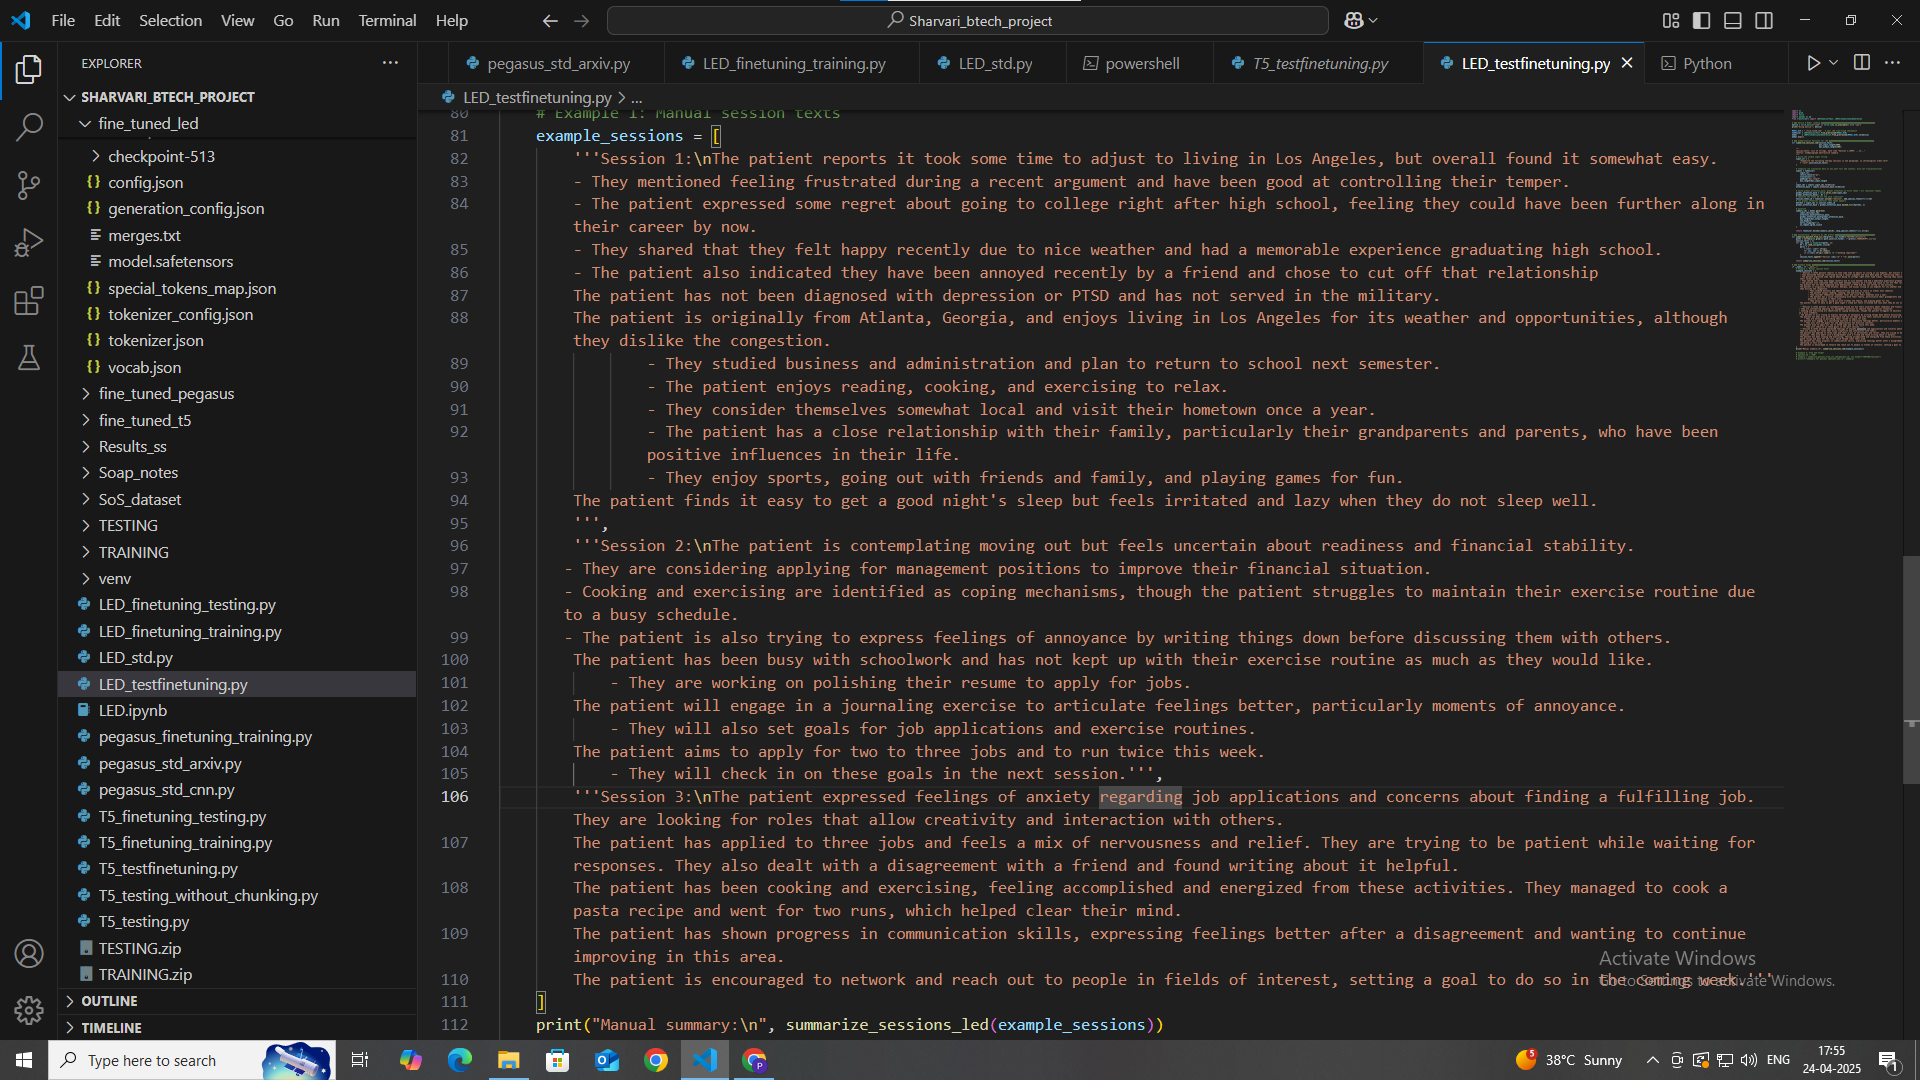 File Edit Selection View Go Run Terminal Help
Sharvari_btech_project
EXPLORER
pegasus_std_arxiv.py LED_finetuning_training.py LED_std.py powershell T5_testfinetuning.py LED_testfinetuning.py Python
LED_testfinetuning.py > ...
SHARVARI_BTECH_PROJECT
fine_tuned_led
checkpoint-513
config.json
generation_config.json
merges.txt
model.safetensors
special_tokens_map.json
tokenizer_config.json
tokenizer.json
vocab.json
fine_tuned_pegasus
fine_tuned_t5
Results_ss
Soap_notes
SoS_dataset
TESTING
TRAINING
venv
LED_finetuning_testing.py
LED_finetuning_training.py
LED_std.py
LED_testfinetuning.py
LED.ipynb
pegasus_finetuning_training.py
pegasus_std_arxiv.py
pegasus_std_cnn.py
T5_finetuning_testing.py
T5_finetuning_training.py
T5_testfinetuning.py
T5_testing_without_chunking.py
T5_testing.py
TESTING.zip
TRAINING.zip
OUTLINE
TIMELINE
80 # Example 1: Manual session texts
81 example_sessions = [
82 '''Session 1:\nThe patient reports it took some time to adjust to living in Los Angeles, but overall found it somewhat easy.
83 - They mentioned feeling frustrated during a recent argument and have been good at controlling their temper.
84 - The patient expressed some regret about going to college right after high school, feeling they could have been further along in
their career by now.
85 - They shared that they felt happy recently due to nice weather and had a memorable experience graduating high school.
86 - The patient also indicated they have been annoyed recently by a friend and chose to cut off that relationship
87 The patient has not been diagnosed with depression or PTSD and has not served in the military.
88 The patient is originally from Atlanta, Georgia, and enjoys living in Los Angeles for its weather and opportunities, although
they dislike the congestion.
89 - They studied business and administration and plan to return to school next semester.
90 - The patient enjoys reading, cooking, and exercising to relax.
91 - They consider themselves somewhat local and visit their hometown once a year.
92 - The patient has a close relationship with their family, particularly their grandparents and parents, who have been
positive influences in their life.
93 - They enjoy sports, going out with friends and family, and playing games for fun.
94 The patient finds it easy to get a good night's sleep but feels irritated and lazy when they do not sleep well.
95 ''',
96 '''Session 2:\nThe patient is contemplating moving out but feels uncertain about readiness and financial stability.
97 - They are considering applying for management positions to improve their financial situation.
98 - Cooking and exercising are identified as coping mechanisms, though the patient struggles to maintain their exercise routine due
to a busy schedule.
99 - The patient is also trying to express feelings of annoyance by writing things down before discussing them with others.
100 The patient has been busy with schoolwork and has not kept up with their exercise routine as much as they would like.
101 - They are working on polishing their resume to apply for jobs.
102 The patient will engage in a journaling exercise to articulate feelings better, particularly moments of annoyance.
103 - They will also set goals for job applications and exercise routines.
104 The patient aims to apply for two to three jobs and to run twice this week.
105 - They will check in on these goals in the next session.''',
106 '''Session 3:\nThe patient expressed feelings of anxiety regarding job applications and concerns about finding a fulfilling job.
They are looking for roles that allow creativity and interaction with others.
107 The patient has applied to three jobs and feels a mix of nervousness and relief. They are trying to be patient while waiting for
responses. They also dealt with a disagreement with a friend and found writing about it helpful.
108 The patient has been cooking and exercising, feeling accomplished and energized from these activities. They managed to cook a
pasta recipe and went for two runs, which helped clear their mind.
109 The patient has shown progress in communication skills, expressing feelings better after a disagreement and wanting to continue
improving in this area.
110 The patient is encouraged to network and reach out to people in fields of interest, setting a goal to do so in the coming week.'''
111 ]
112 print("Manual summary:\n", summarize_sessions_led(example_sessions))
Activate Windows
Go to Settings to activate Windows.
Type here to search
38°C Sunny
ENG
17:55
24-04-2025